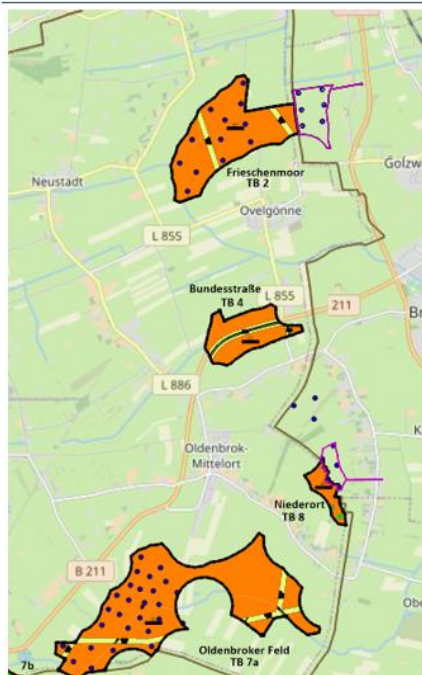 Neustadt
Frieschenmoor
TB 2
Ovelgönne
Golzw
L 855
Bundesstraße
TB 4
L 855
211
Br
L 886
Oldenbrok-
Mittelort
K
Niederort
TB 8
B 211
Obe
Oldenbroker Feld
TB 7a
7b